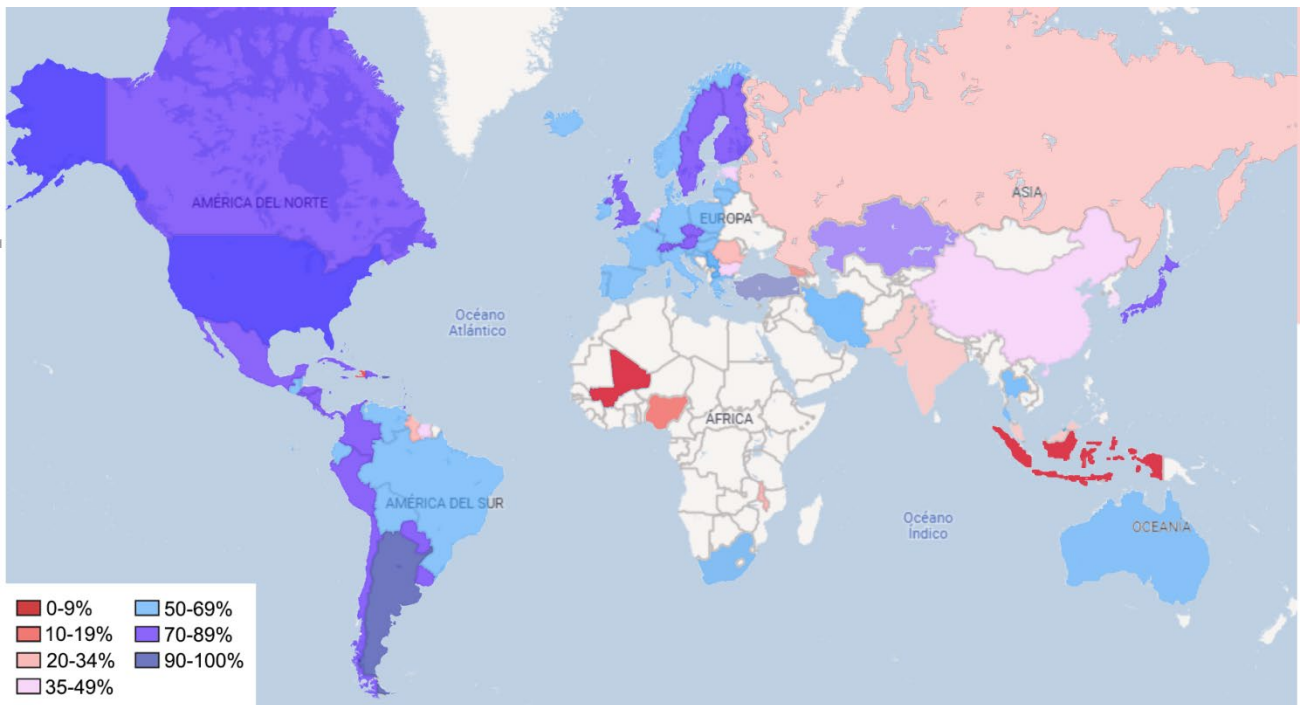 AMÉRICA DEL NORTE
EUROPA
ASIA
Océano
Atlántico
ÁFRICA
AMÉRICA DEL SUR
Océano
Índico
OCEANÍA
0-9%
10-19%
20-34%
35-49%
50-69%
70-89%
90-100%